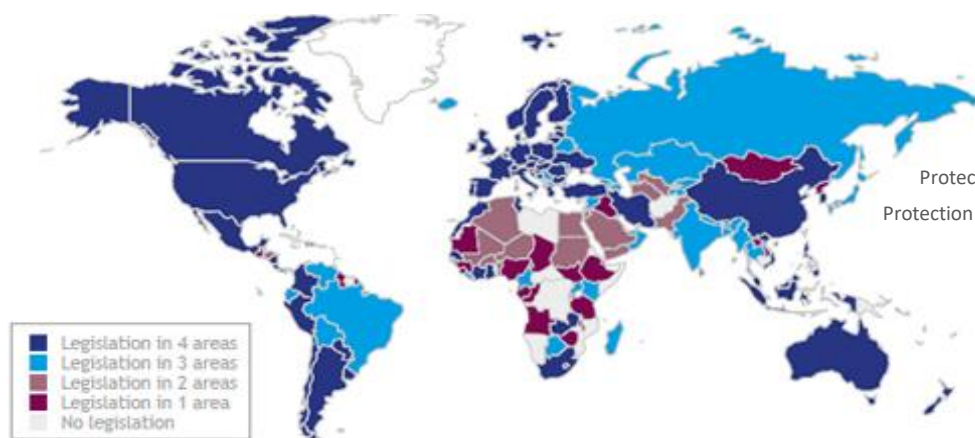 Protec
Protection
Legislation in 4 areas
Legislation in 3 areas
Legislation in 2 areas
Legislation in 1 area
No legislation